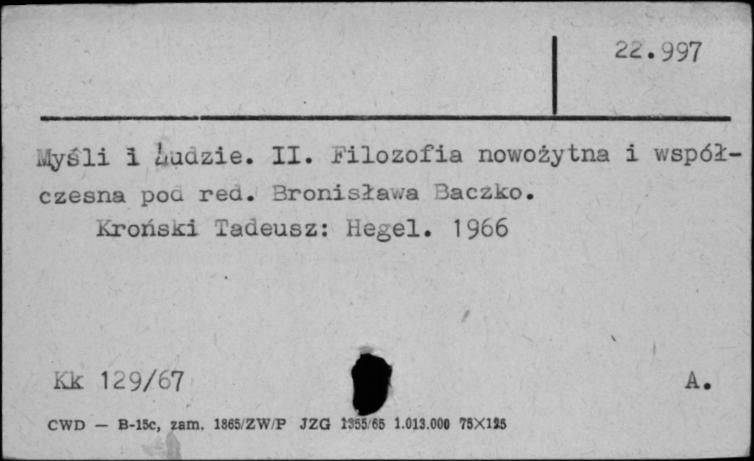 22.997
Myśli i Ludzie. II. Filozofia nowożytna i współ-
czesna pod red. Bronisława Baczko.
Kroński Tadeusz: Hegel. 1966
Kk 129/67
A.
CWD — B-15c, zam. 1865/ZW/P JZG 1355/65 1.013.000 75X125